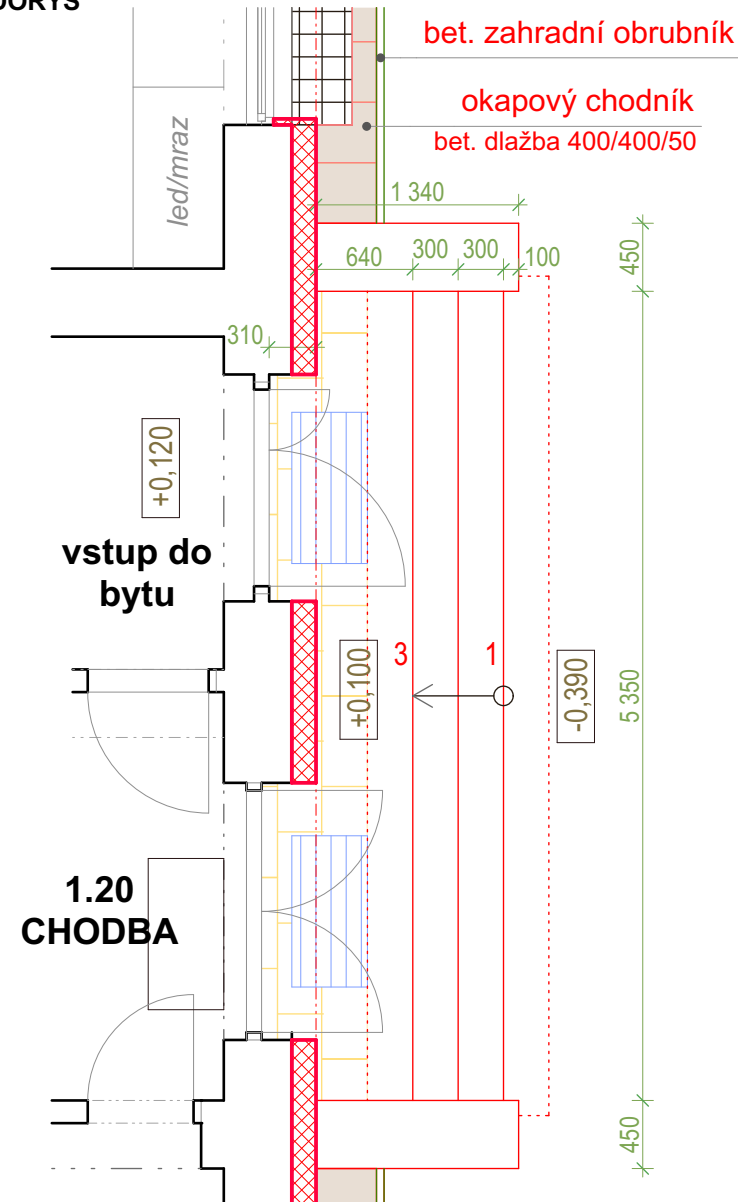 bet. zahradní obrubník
okapový chodník
bet. dlažba 400/400/50
led/mraz
1 340
640
300
300
100
450
310
+0,120
vstup do
bytu
+0,100
3
1
-0,390
5 350
1.20
CHODBA
450